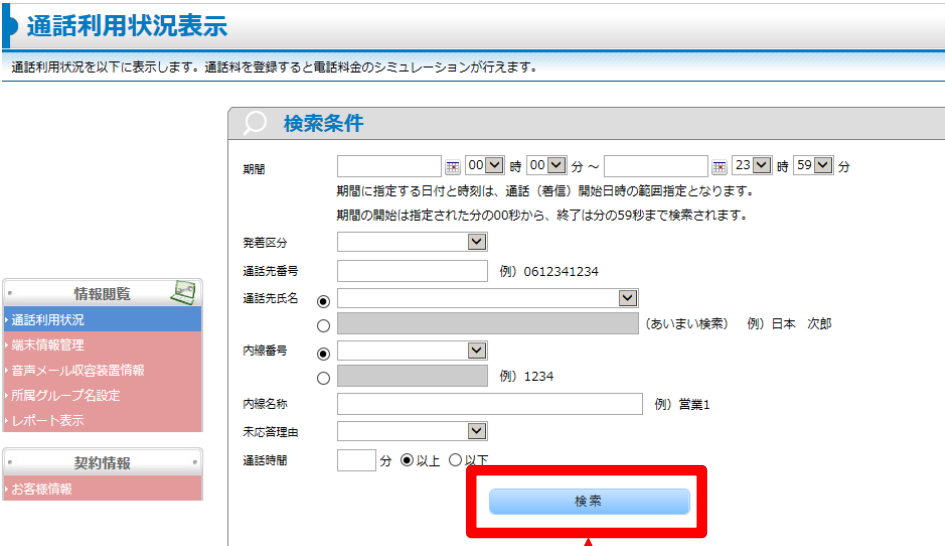 通話利用状況表示
通話利用状況を以下に表示します。通話料を登録すると電話料金のシミュレーションが行えます。
検索条件
期間 00 時 00 分 ~ 23 時 59 分
期間に指定する日付と時刻は、通話（着信）開始日時の範囲指定となります。
期間の開始は指定された分の00秒から、終了は分の59秒まで検索されます。
発着区分
通話先番号 例）0612341234
通話先氏名
（あいまい検索） 例）日本 次郎
内線番号
例）1234
内線名称 例）営業1
未応答理由
通話時間 分 以上 以下
検索
情報閲覧
通話利用状況
端末情報管理
音声メール収容装置情報
所属グループ名設定
レポート表示
契約情報
お客様情報